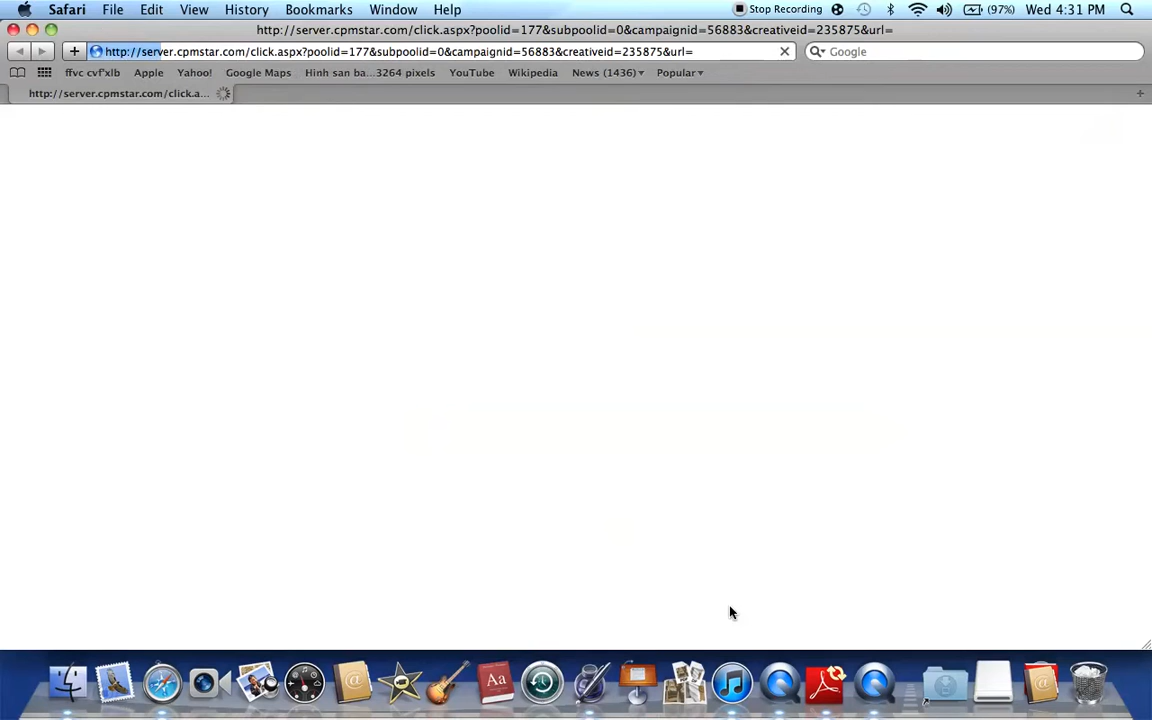 Safari File Edit View History Bookmarks Window Help Stop Recording (97%) Wed 4:31 PM
http://server.cpmstar.com/click.aspx?poolid=177&subpoolid=0&campaignid=56883&creativeid=235875&url=
http://server.cpmstar.com/click.aspx?poolid=177&subpoolid=0&campaignid=56883&creativeid=235875&url= Google
ffvc cvf'xlb Apple Yahoo! Google Maps Hinh san ba...3264 pixels YouTube Wikipedia News (1436) Popular
http://server.cpmstar.com/click.a...
Aa